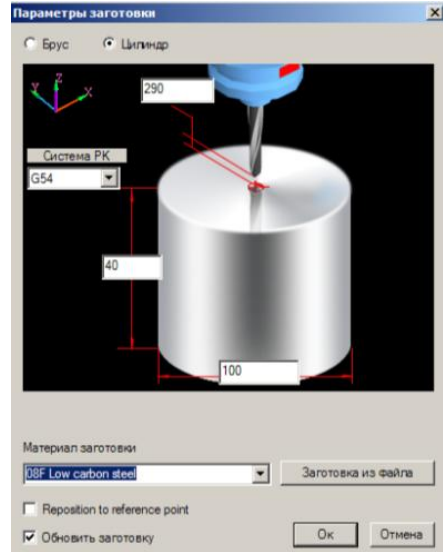 Параметры заготовки
Брус Цилиндр
Z
Y X
290
Система РК
G54
40
100
Материал заготовки
08F Low carbon steel Заготовка из файла
Reposition to reference point
Обновить заготовку Ок Отмена